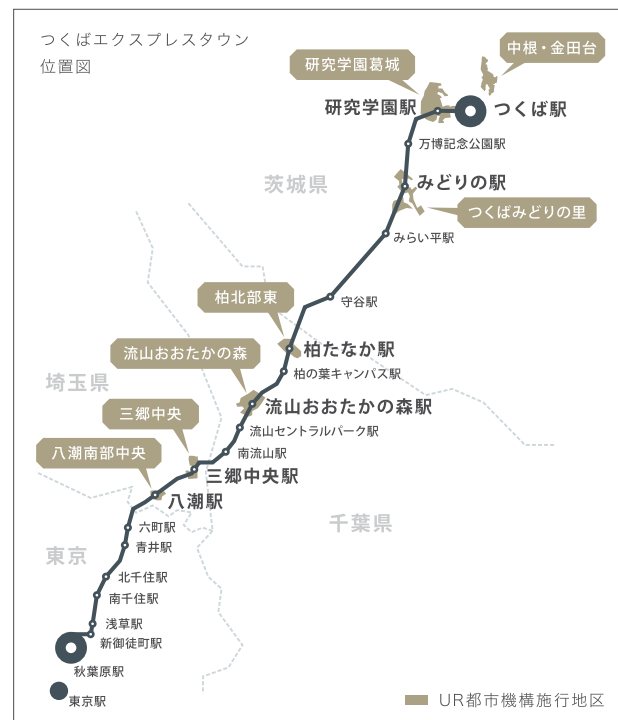 つくばエクスプレスタウン
位置図
中根・金田台
研究学園葛城
研究学園駅
つくば駅
万博記念公園駅
茨城県
みどりの駅
つくばみどりの里
みらい平駅
柏北部東
守谷駅
流山おおたかの森
柏たなか駅
柏の葉キャンパス駅
埼玉県
三郷中央
流山おおたかの森駅
流山セントラルパーク駅
八潮南部中央
南流山駅
三郷中央駅
八潮駅
千葉県
六町駅
東京
青井駅
北千住駅
南千住駅
浅草駅
新御徒町駅
秋葉原駅
東京駅
UR都市機構施行地区